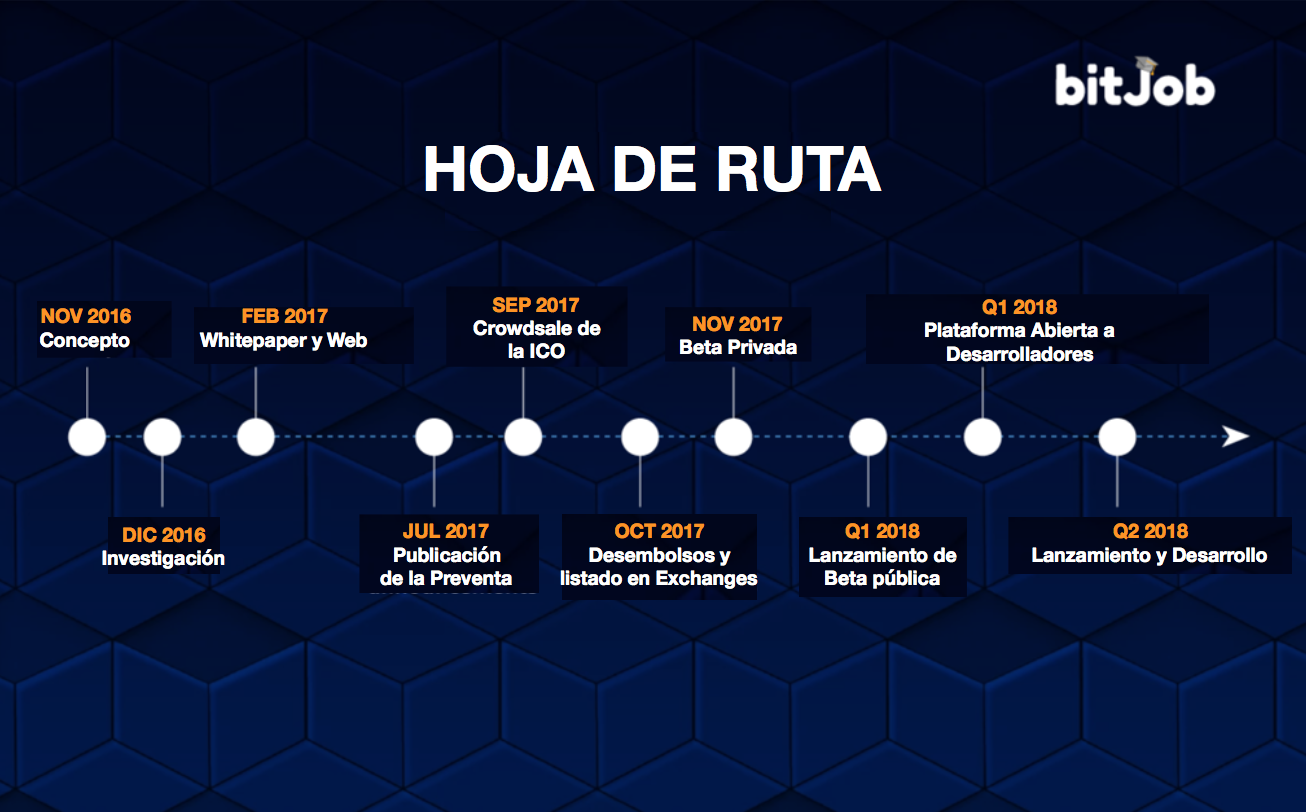 bitJob
HOJA DE RUTA
NOV 2016
Concepto
DIC 2016
Investigación
FEB 2017
Whitepaper y Web
JUL 2017
Publicación
de la Preventa
SEP 2017
Crowdsale de
la ICO
OCT 2017
Desembolsos y
listado en Exchanges
NOV 2017
Beta Privada
Q1 2018
Lanzamiento de
Beta pública
Q1 2018
Plataforma Abierta a
Desarrolladores
Q2 2018
Lanzamiento y Desarrollo